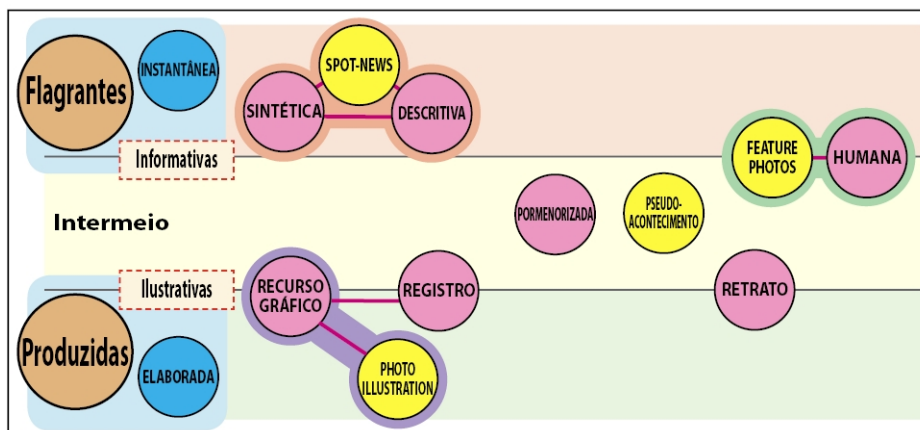 Flagrantes
INSTANTÂNEA
SPOT-NEWS
SINTÉTICA
DESCRITIVA
Informativas
FEATURE
PHOTOS
HUMANA
Intermeio
PORMENORIZADA
PSEUDO-
ACONTECIMENTO
Ilustrativas
RECURSO
GRÁFICO
REGISTRO
RETRATO
Produzidas
ELABORADA
PHOTO
ILLUSTRATION